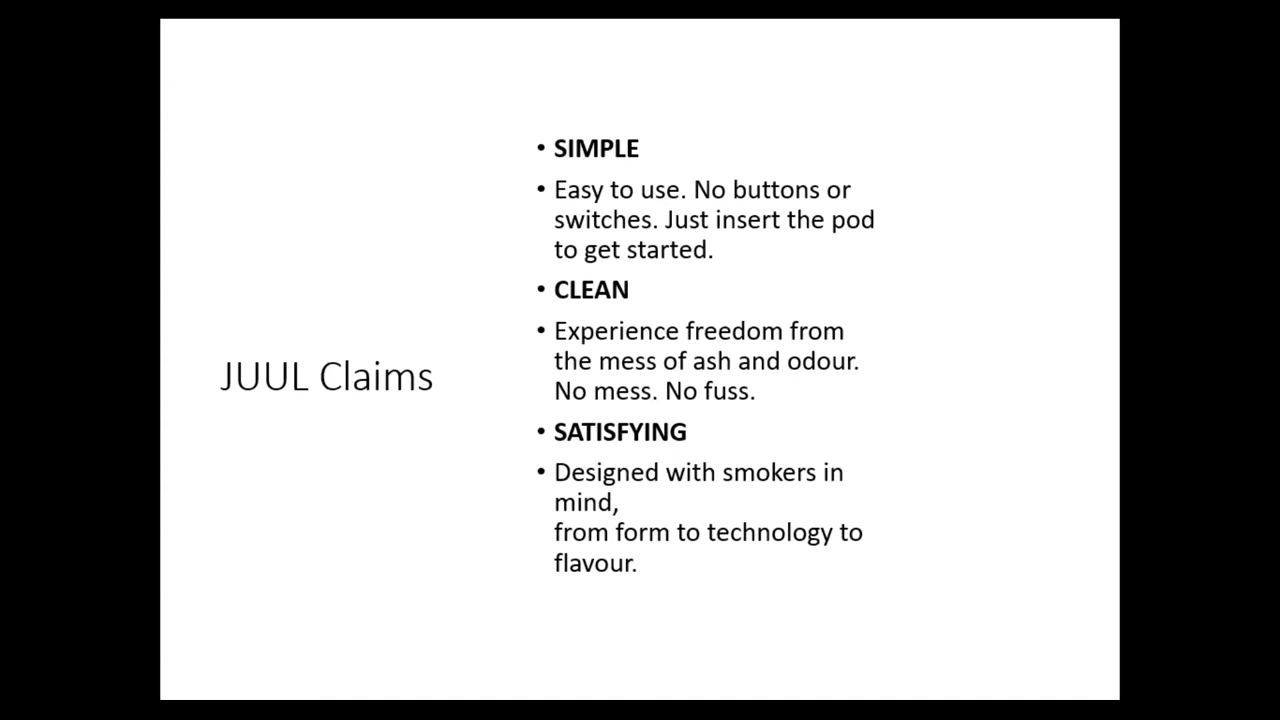 JUUL Claims
• SIMPLE
• Easy to use. No buttons or
switches. Just insert the pod
to get started.
• CLEAN
• Experience freedom from
the mess of ash and odour.
No mess. No fuss.
• SATISFYING
• Designed with smokers in
mind,
from form to technology to
flavour.